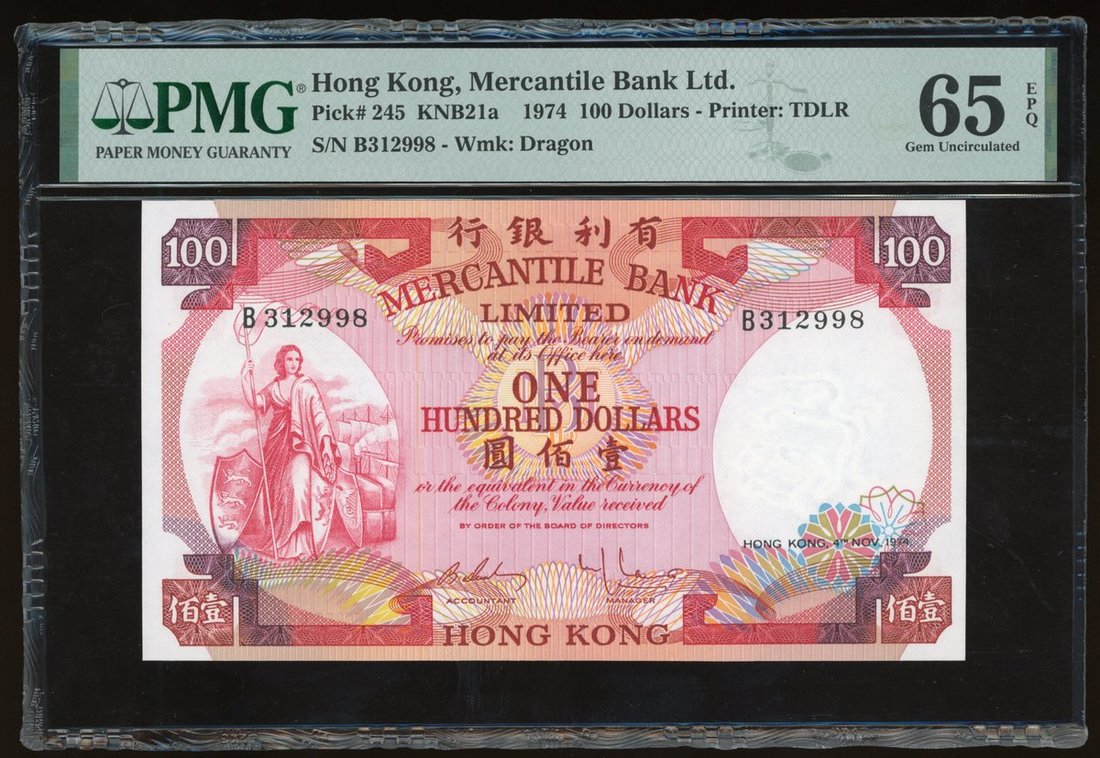 PMG®
PAPER MONEY GUARANTY
Hong Kong, Mercantile Bank Ltd.
Pick# 245 KNB21a 1974 100 Dollars - Printer: TDLR
S/N B312998 - Wmk: Dragon
65 EPQ
Gem Uncirculated
100 行銀利有 100
MERCANTILE BANK
LIMITED
B312998 B312998
Promises to pay the Bearer on demand
at its Office here
ONE
HUNDRED DOLLARS
圓佰壹
or the equivalent in the Currency of
the Colony, Value received
BY ORDER OF THE BOARD OF DIRECTORS
HONG KONG, 4TH NOV. 1974
ACCOUNTANT MANAGER
佰壹 HONG KONG 佰壹